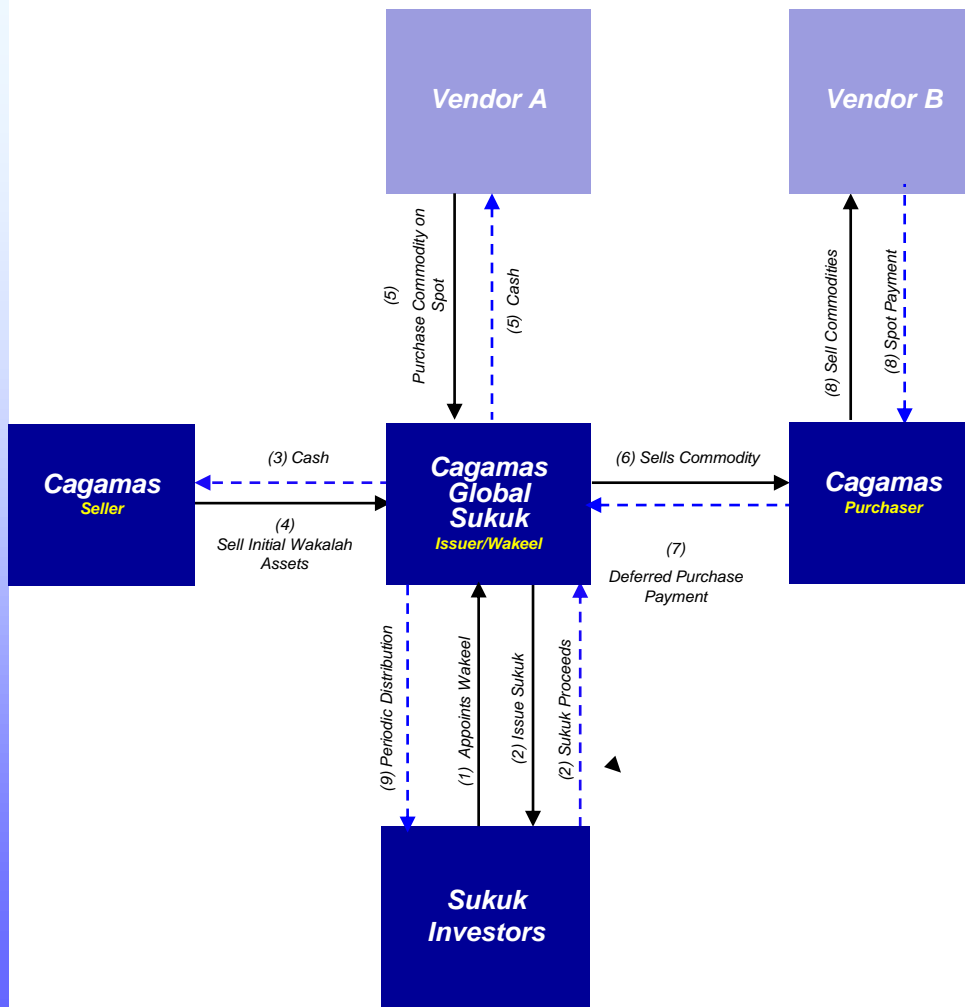 Vendor A
Vendor B
(5)
Purchase Commodity on
Spot
(5) Cash
(8) Sell Commodities
(8) Spot Payment
Cagamas
Seller
(3) Cash
(4)
Sell Initial Wakalah
Assets
Cagamas
Global
Sukuk
Issuer/Wakeel
(6) Sells Commodity
(7)
Deferred Purchase
Payment
Cagamas
Purchaser
(9) Periodic Distribution
(1) Appoints Wakeel
(2) Issue Sukuk
(2) Sukuk Proceeds
Sukuk
Investors